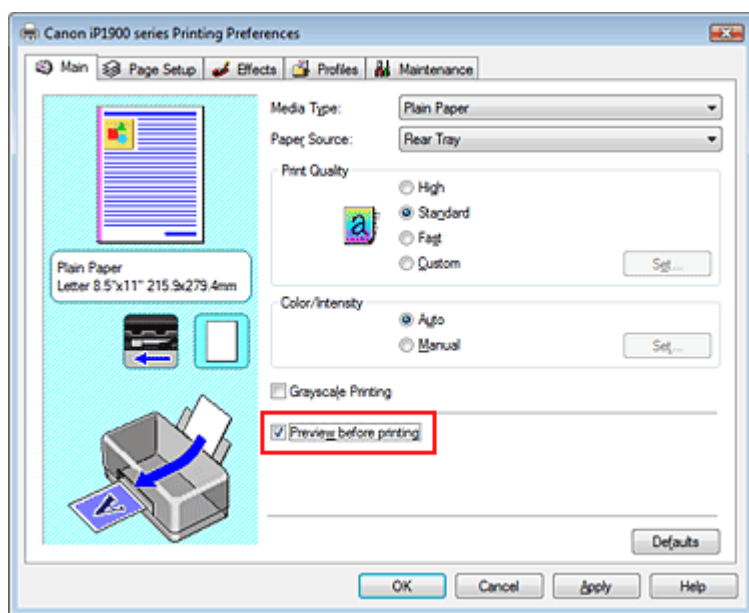 Canon iP1900 series Printing Preferences
Main Page Setup Effects Profiles Maintenance
Media Type: Plain Paper
Paper Source: Rear Tray
Print Quality
High
a Standard
Fast
Custom Set...
Plain Paper
Letter 8.5"x11" 215.9x279.4mm
Color/Intensity
Auto
Manual Set...
Grayscale Printing
Preview before printing
A
Defaults
OK Cancel Apply Help